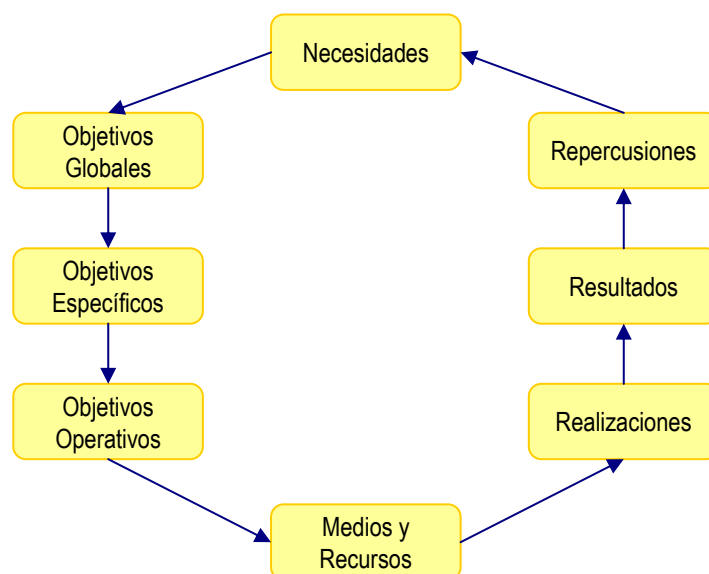 Necesidades
Objetivos
Globales
Repercusiones
Objetivos
Específicos
Resultados
Objetivos
Operativos
Realizaciones
Medios y
Recursos